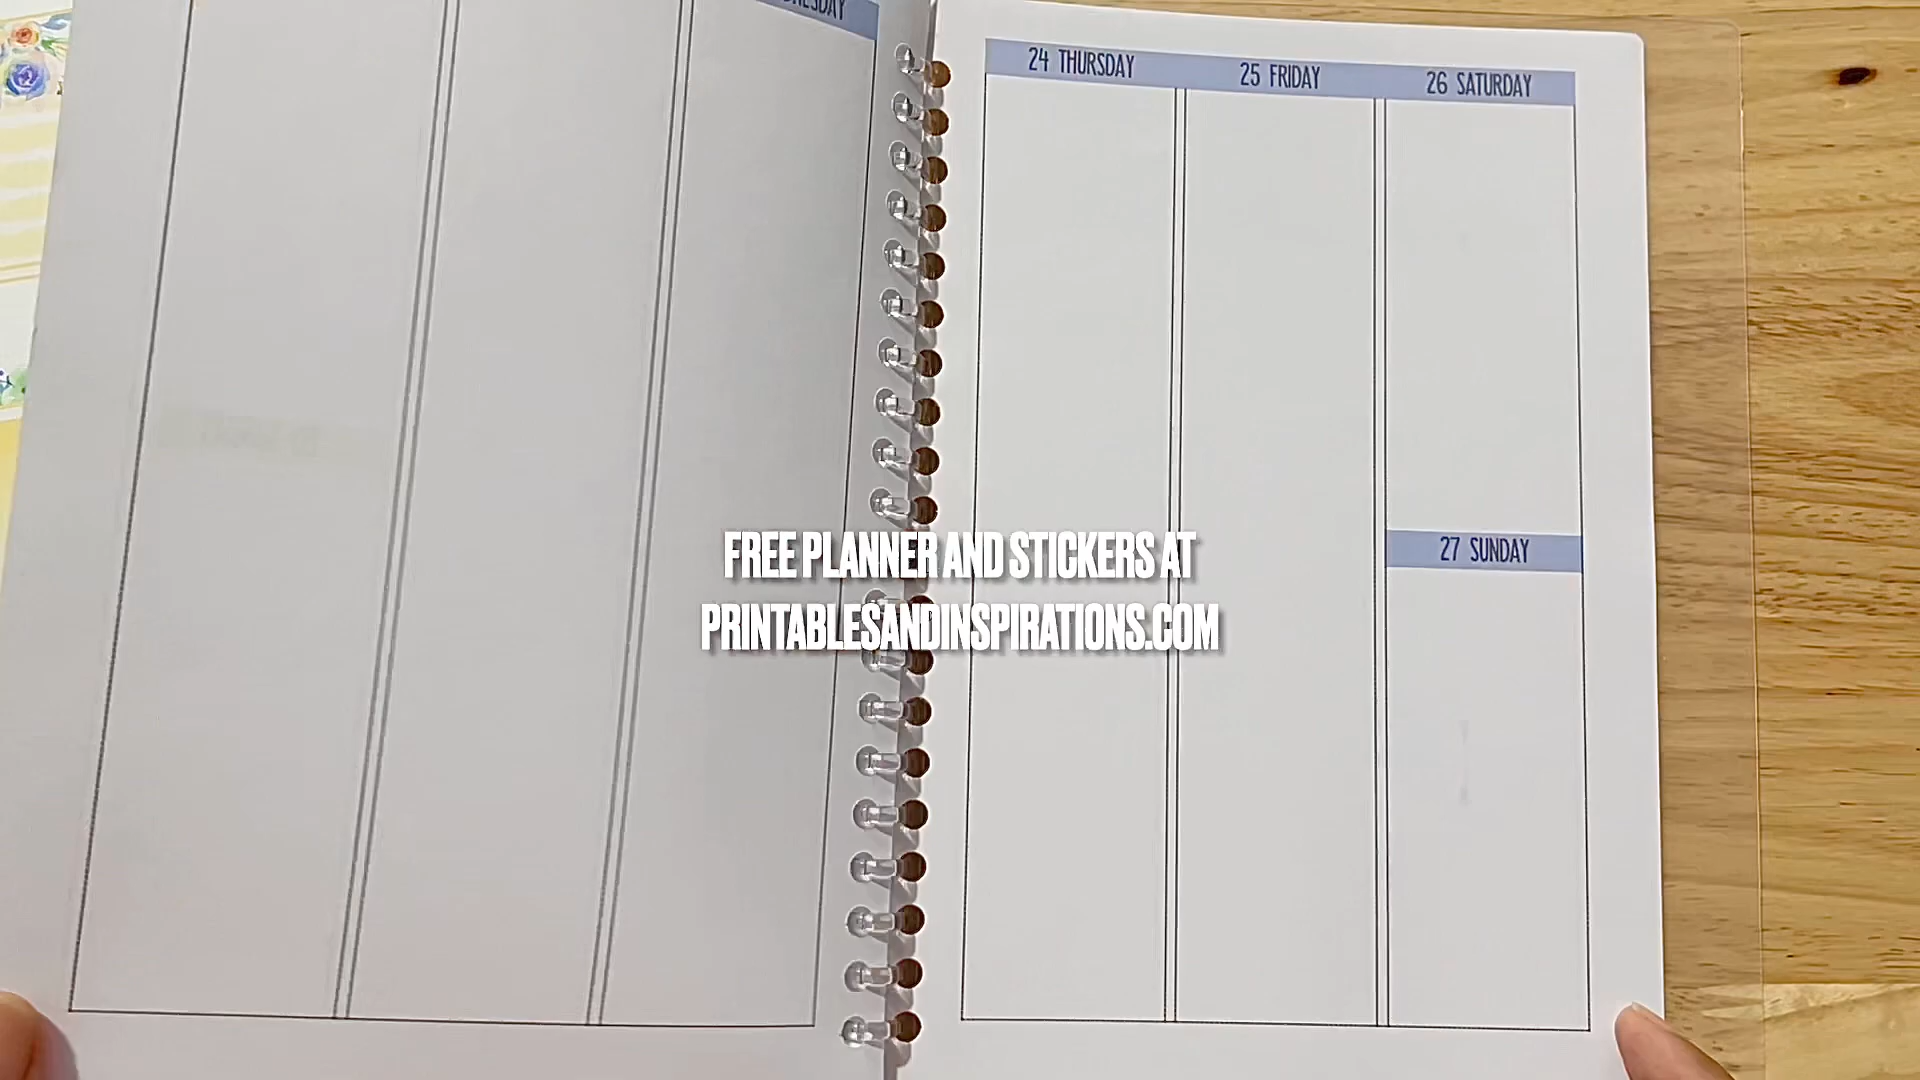 24 THURSDAY
25 FRIDAY
26 SATURDAY
27 SUNDAY
FREE PLANNER AND STICKERS AT
PRINTABLESANDINSPIRATIONS.COM